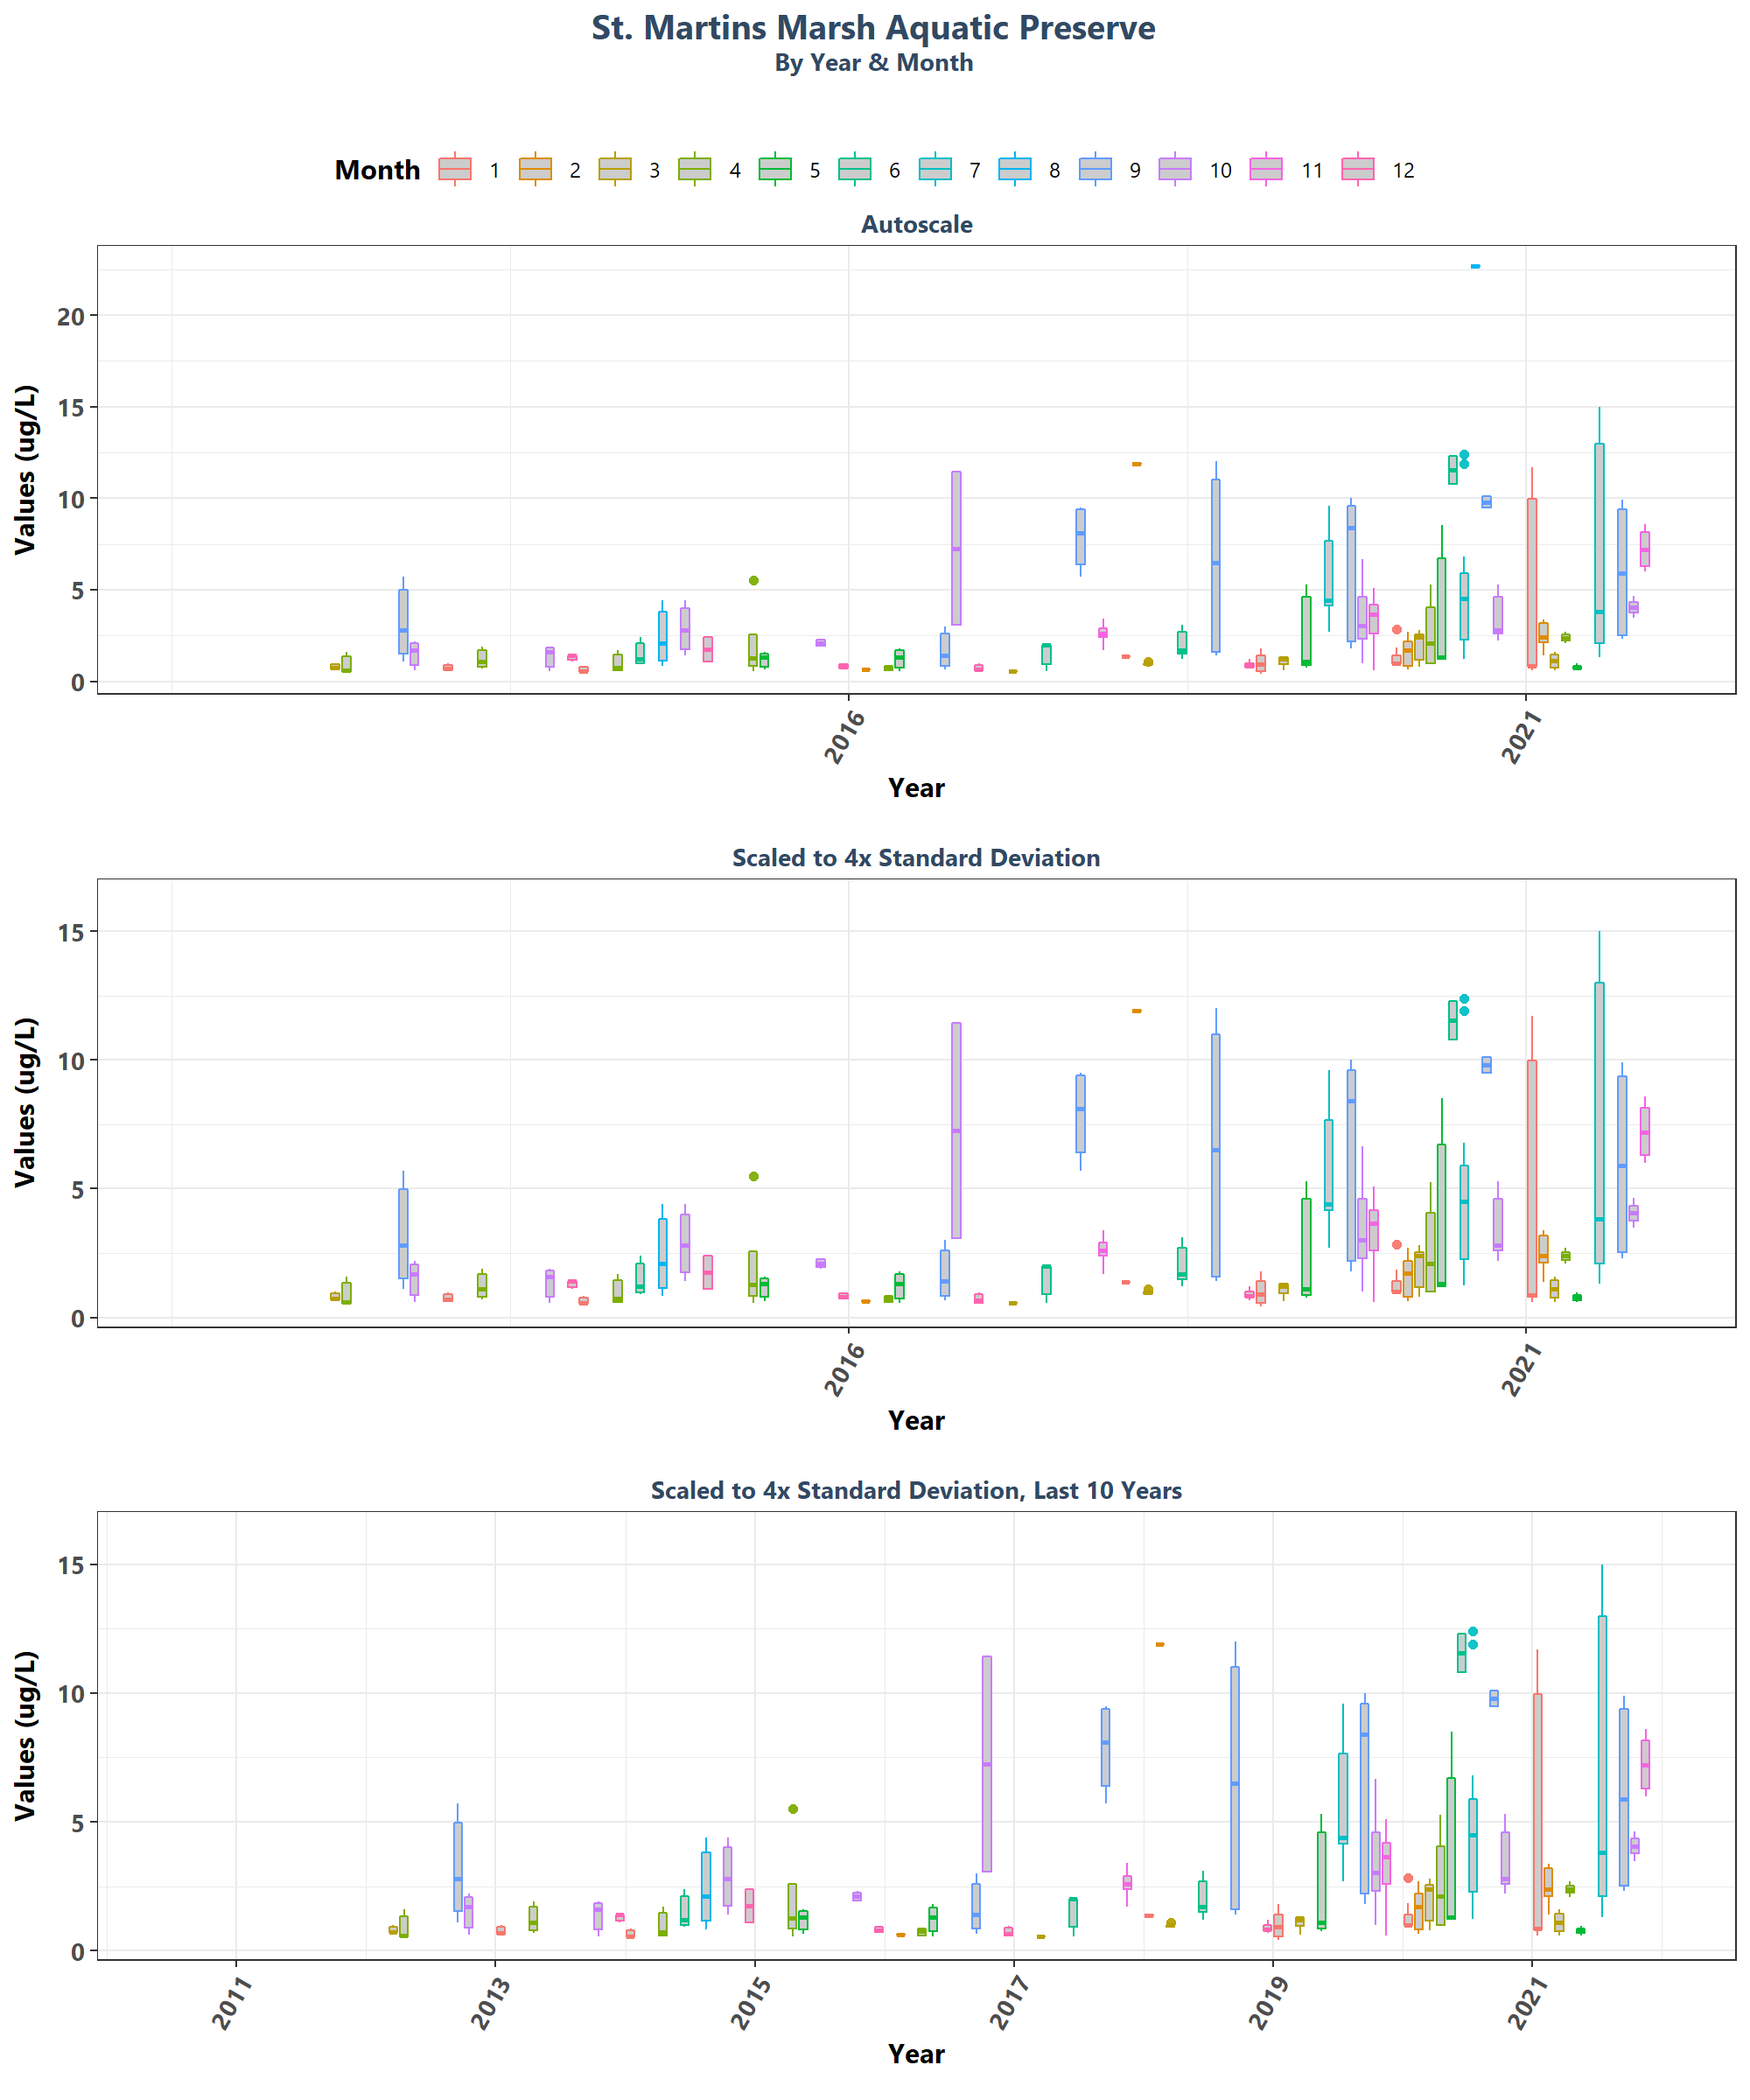 St. Martins Marsh Aquatic Preserve
By Year & Month
Month 1 2 3 4 5 6 7 8 9 10 11 12
Autoscale
Values (ug/L)
20
15
10
5
0
2016 2021
Year
Scaled to 4x Standard Deviation
Values (ug/L)
15
10
5
0
2016 2021
Year
Scaled to 4x Standard Deviation, Last 10 Years
Values (ug/L)
15
10
5
0
2011 2013 2015 2017 2019 2021
Year